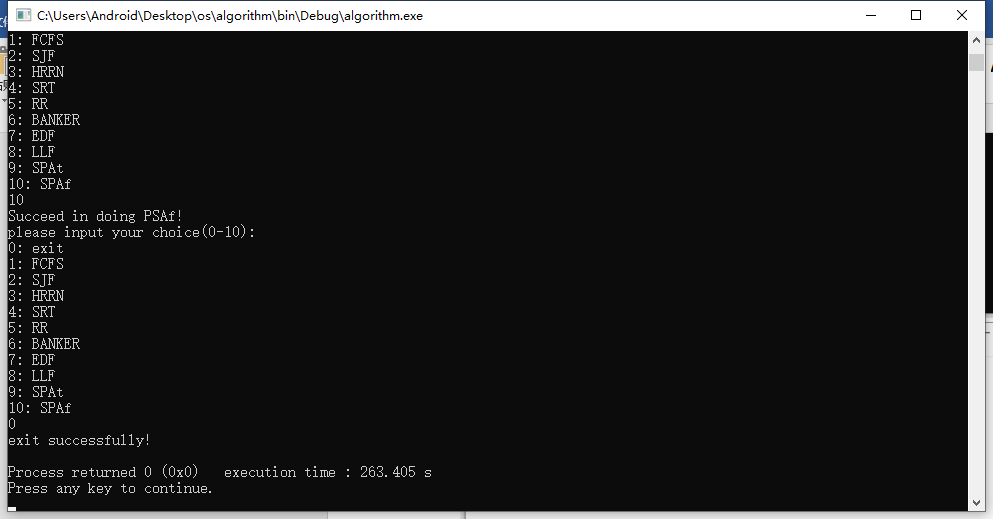 C:\Users\Android\Desktop\os\algorithm\bin\Debug\algorithm.exe
1: FCFS
2: SJF
3: HRRN
4: SRT
5: RR
6: BANKER
7: EDF
8: LLF
9: SPAt
10: SPAf
10
Succeed in doing PSAf!
please input your choice(0-10):
0: exit
1: FCFS
2: SJF
3: HRRN
4: SRT
5: RR
6: BANKER
7: EDF
8: LLF
9: SPAt
10: SPAf
0
exit successfully!
Process returned 0 (0x0)   execution time : 263.405 s
Press any key to continue.